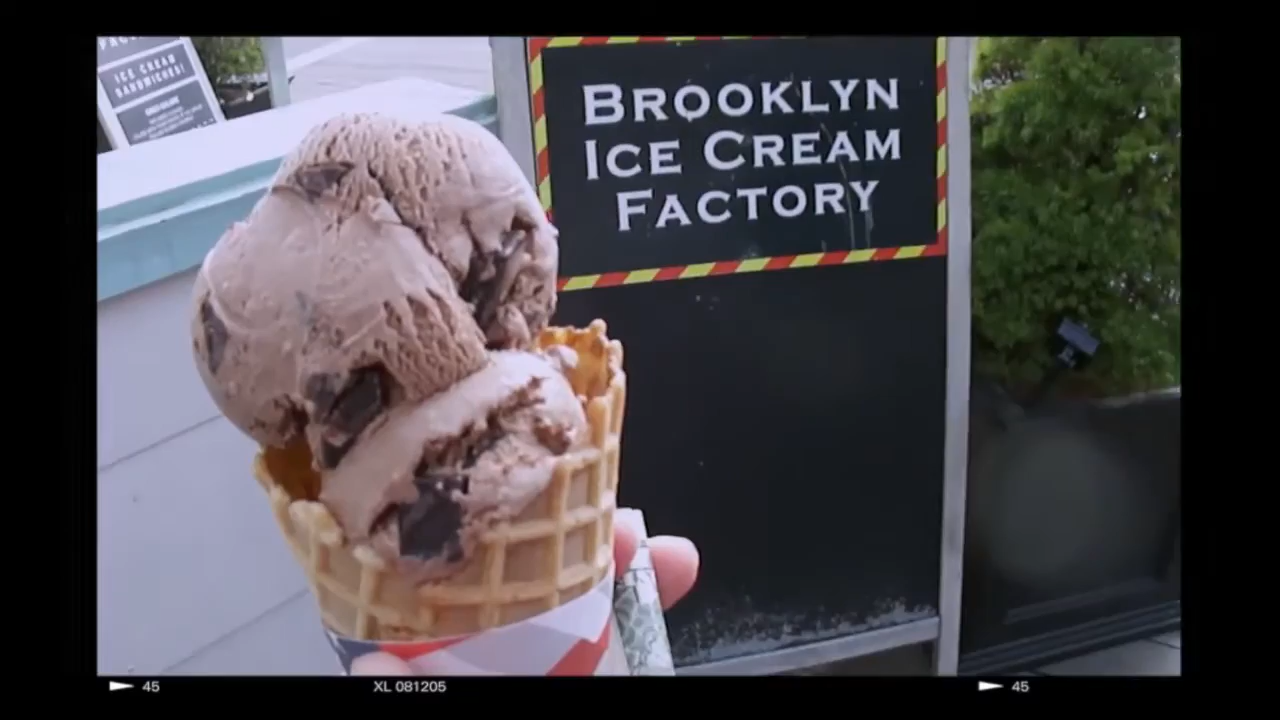 ICE CREAM
SANDWICHES!
BROOKLYN
ICE CREAM
FACTORY
45
XL 081205
45